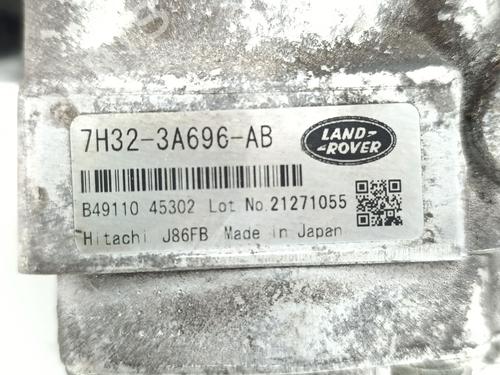 7H32-3A696-AB
LAND-
ROVER
B49110 45302 Lot No.21271055
Hitachi J86FB Made in Japan